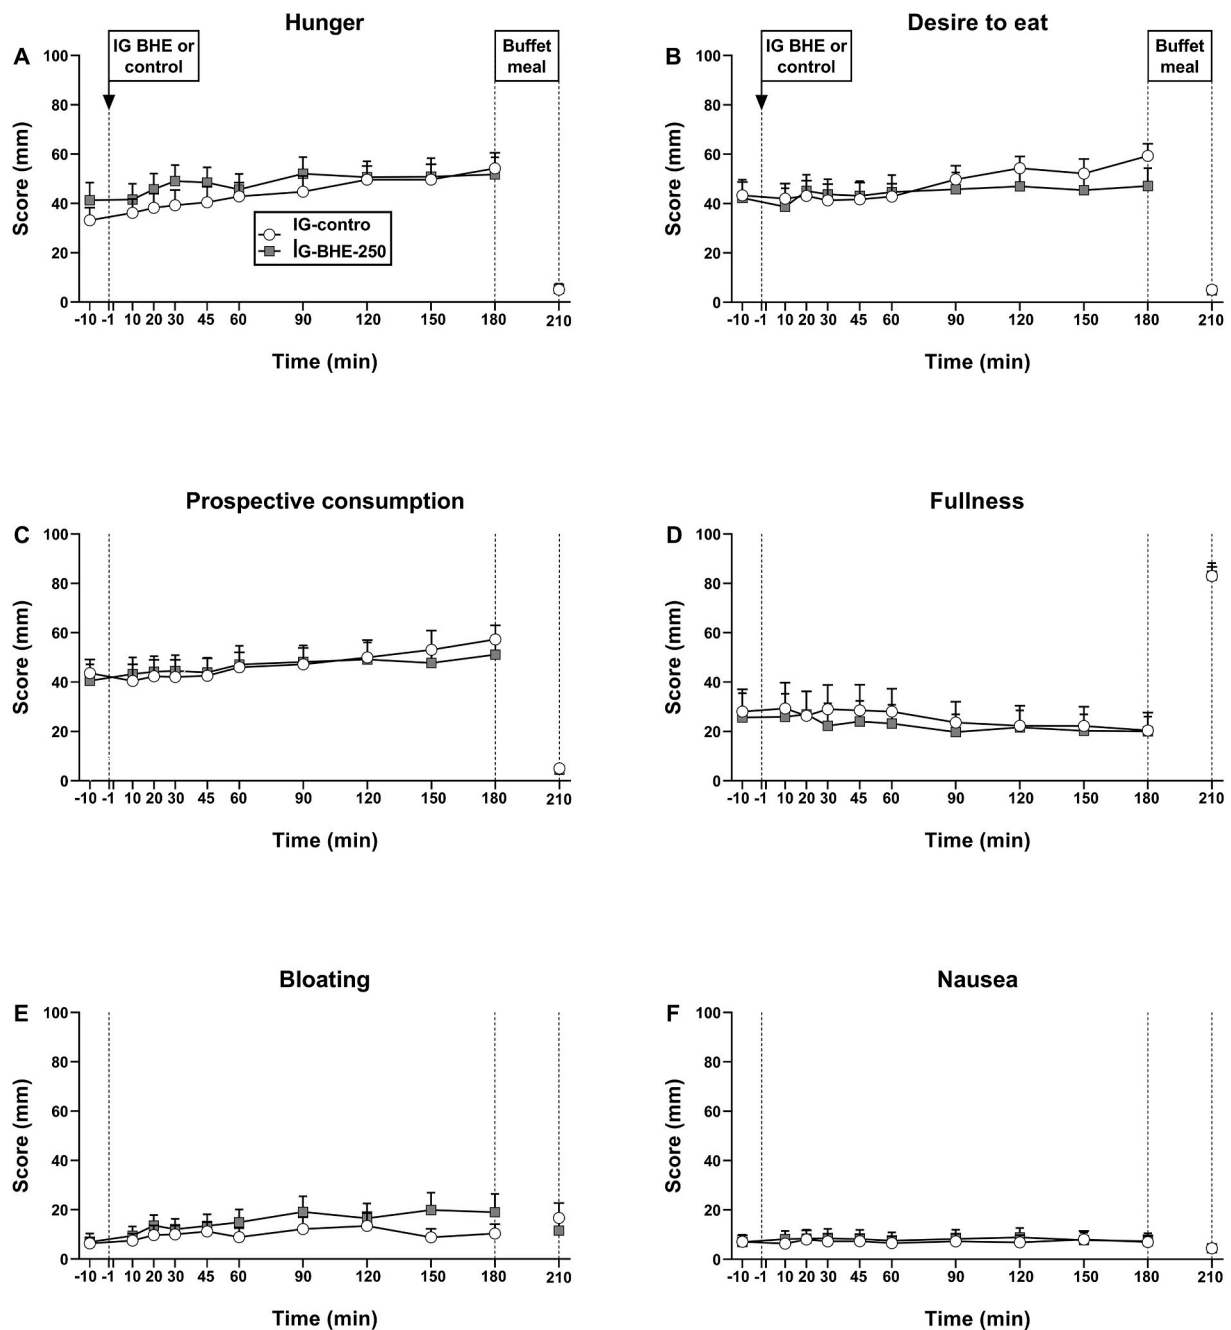 Hunger
A
IG BHE or
control
Buffet
meal
100
80
60
40
20
0
Score (mm)
IG-contro
IG-BHE-250
-10 -1 10 20 30 45 60 90 120 150 180 210
Time (min)
Desire to eat
B
IG BHE or
control
Buffet
meal
100
80
60
40
20
0
Score (mm)
-10 -1 10 20 30 45 60 90 120 150 180 210
Time (min)
Prospective consumption
C
100
80
60
40
20
0
Score (mm)
-10 -1 10 20 30 45 60 90 120 150 180 210
Time (min)
Fullness
D
100
80
60
40
20
0
Score (mm)
-10 -1 10 20 30 45 60 90 120 150 180 210
Time (min)
Bloating
E
100
80
60
40
20
0
Score (mm)
-10 -1 10 20 30 45 60 90 120 150 180 210
Time (min)
Nausea
F
100
80
60
40
20
0
Score (mm)
-10 -1 10 20 30 45 60 90 120 150 180 210
Time (min)